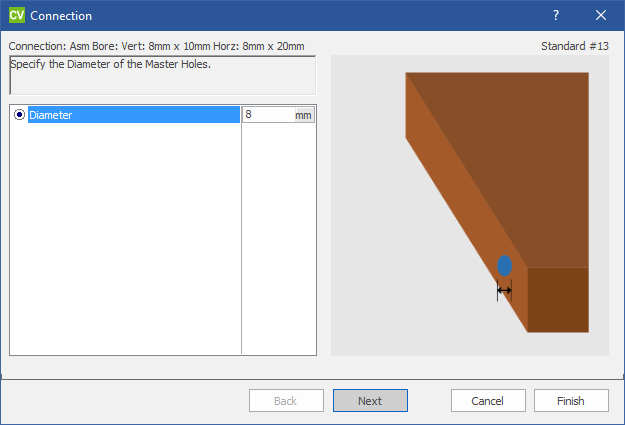 CV Connection ?
Connection: Asm Bore: Vert: 8mm x 10mm Horz: 8mm x 20mm Standard #13
Specify the Diameter of the Master Holes.
Diameter 8 mm
Back Next Cancel Finish